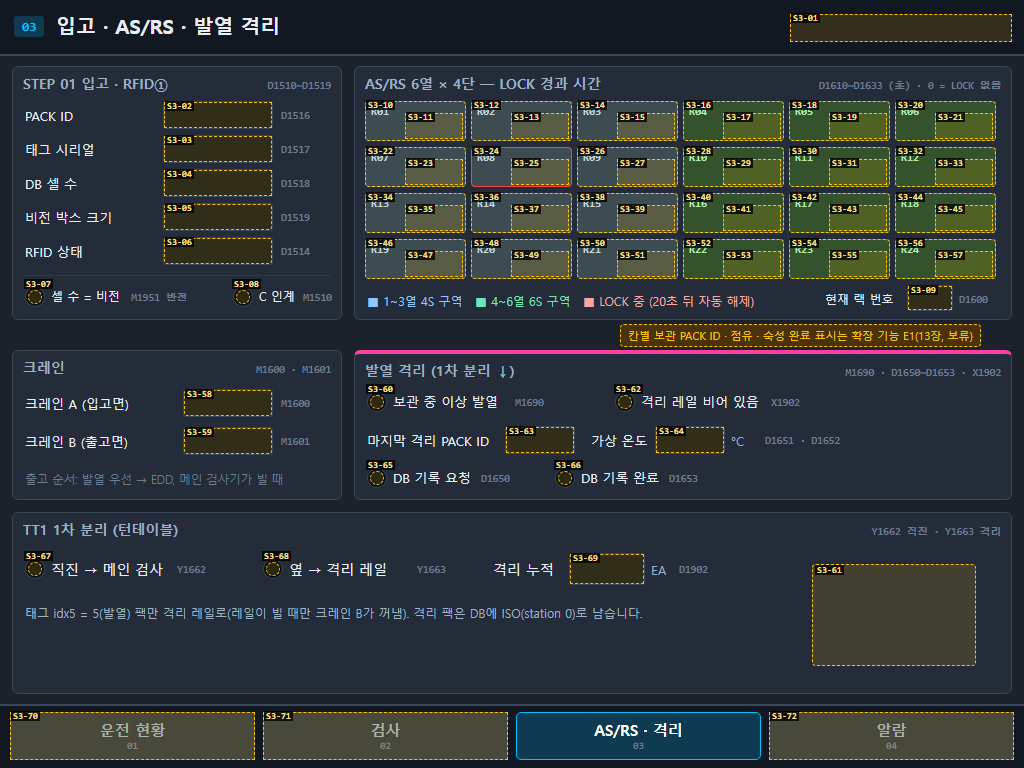 03 입고 · AS/RS · 발열 격리
S3-01
STEP 01 입고 · RFID①
D1510~D1519
PACK ID
S3-02
D1516
태그 시리얼
S3-03
D1517
DB 셀 수
S3-04
D1518
비전 박스 크기
S3-05
D1519
RFID 상태
S3-06
D1514
S3-07
셀 수 = 비전 M1951 반전
S3-08
C 인계 M1510
AS/RS 6열 × 4단 — LOCK 경과 시간
D1610~D1633 (초) · 0 = LOCK 없음
S3-10 S3-12 S3-14 S3-16 S3-18 S3-20
R01 R02 R03 R04 R05 R06
S3-11 S3-13 S3-15 S3-17 S3-19 S3-21
S3-22 S3-24 S3-26 S3-28 S3-30 S3-32
R07 R08 R09 R10 R11 R12
S3-23 S3-25 S3-27 S3-29 S3-31 S3-33
S3-34 S3-36 S3-38 S3-40 S3-42 S3-44
R13 R14 R15 R16 R17 R18
S3-35 S3-37 S3-39 S3-41 S3-43 S3-45
S3-46 S3-48 S3-50 S3-52 S3-54 S3-56
R19 R20 R21 R22 R23 R24
S3-47 S3-49 S3-51 S3-53 S3-55 S3-57
1~3열 4S 구역
4~6열 6S 구역
LOCK 중 (20초 뒤 자동 해제)
현재 랙 번호
S3-09
D1600
칸별 보관 PACK ID · 점유 · 숙성 완료 표시는 확장 기능 E1(13장, 보류)
크레인
M1600 · M1601
크레인 A (입고면)
S3-58
M1600
크레인 B (출고면)
S3-59
M1601
출고 순서: 발열 우선 → EDD, 메인 검사기가 빌 때
발열 격리 (1차 분리 ↓)
M1690 · D1650~D1653 · X1902
S3-60
보관 중 이상 발열 M1690
S3-62
격리 레일 비어 있음 X1902
마지막 격리 PACK ID
S3-63
가상 온도
S3-64
°C
D1651 · D1652
S3-65
DB 기록 요청 D1650
S3-66
DB 기록 완료 D1653
TT1 1차 분리 (턴테이블)
Y1662 직진 · Y1663 격리
S3-67
직진 → 메인 검사 Y1662
S3-68
옆 → 격리 레일 Y1663
격리 누적
S3-69
EA D1902
S3-61
태그 idx5 = 5(발열) 팩만 격리 레일로(레일이 빌 때만 크레인 B가 꺼냄). 격리 팩은 DB에 ISO(station 0)로 남습니다.
S3-70
운전 현황
01
S3-71
검사
02
AS/RS · 격리
03
S3-72
알람
04